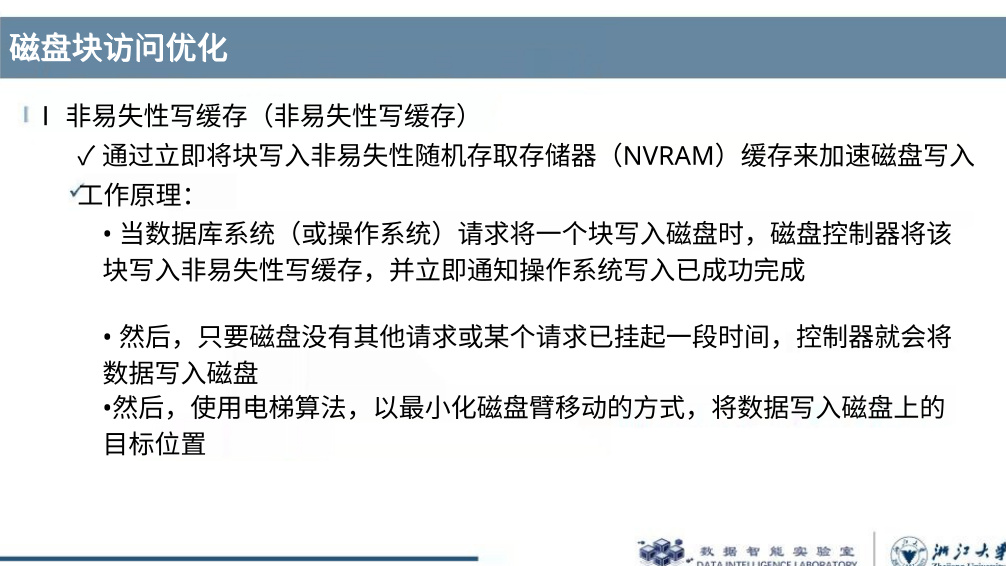 磁盘块访问优化
l 非易失性写缓存（非易失性写缓存）
✓ 通过立即将块写入非易失性随机存取存储器（NVRAM）缓存来加速磁盘写入
✓工作原理：
• 当数据库系统（或操作系统）请求将一个块写入磁盘时，磁盘控制器将该
块写入非易失性写缓存，并立即通知操作系统写入已成功完成
• 然后，只要磁盘没有其他请求或某个请求已挂起一段时间，控制器就会将
数据写入磁盘
•然后，使用电梯算法，以最小化磁盘臂移动的方式，将数据写入磁盘上的
目标位置
数据智能实验室
DATA INTELLIGENCE LABORATORY
浙江大学